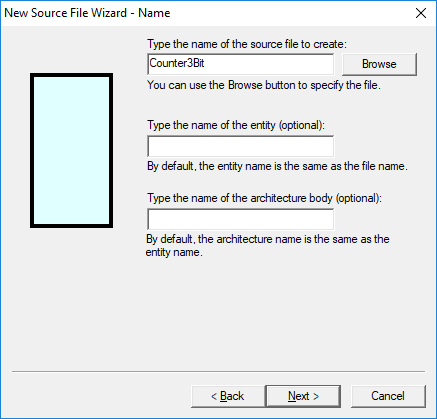 New Source File Wizard - Name
Type the name of the source file to create:
Counter3Bit
Browse
You can use the Browse button to specify the file.
Type the name of the entity (optional):
By default, the entity name is the same as the file name.
Type the name of the architecture body (optional):
By default, the architecture name is the same as the
entity name.
< Back
Next >
Cancel